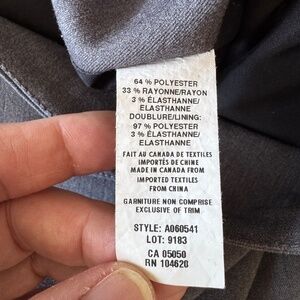 64 % POLYESTER
33 % RAYONNE/RAYON
3 % ÉLASTHANNE/
ELASTHANNE
DOUBLURE/LINING:
97 % POLYESTER
3 % ÉLASTHANNE/
ELASTHANNE
FAIT AU CANADA DE TEXTILES
IMPORTÉS DE CHINE
MADE IN CANADA FROM
IMPORTED TEXTILES
FROM CHINA
GARNITURE NON COMPRISE
EXCLUSIVE OF TRIM
STYLE: A060541
LOT: 9183
CA 05050
RN 104620